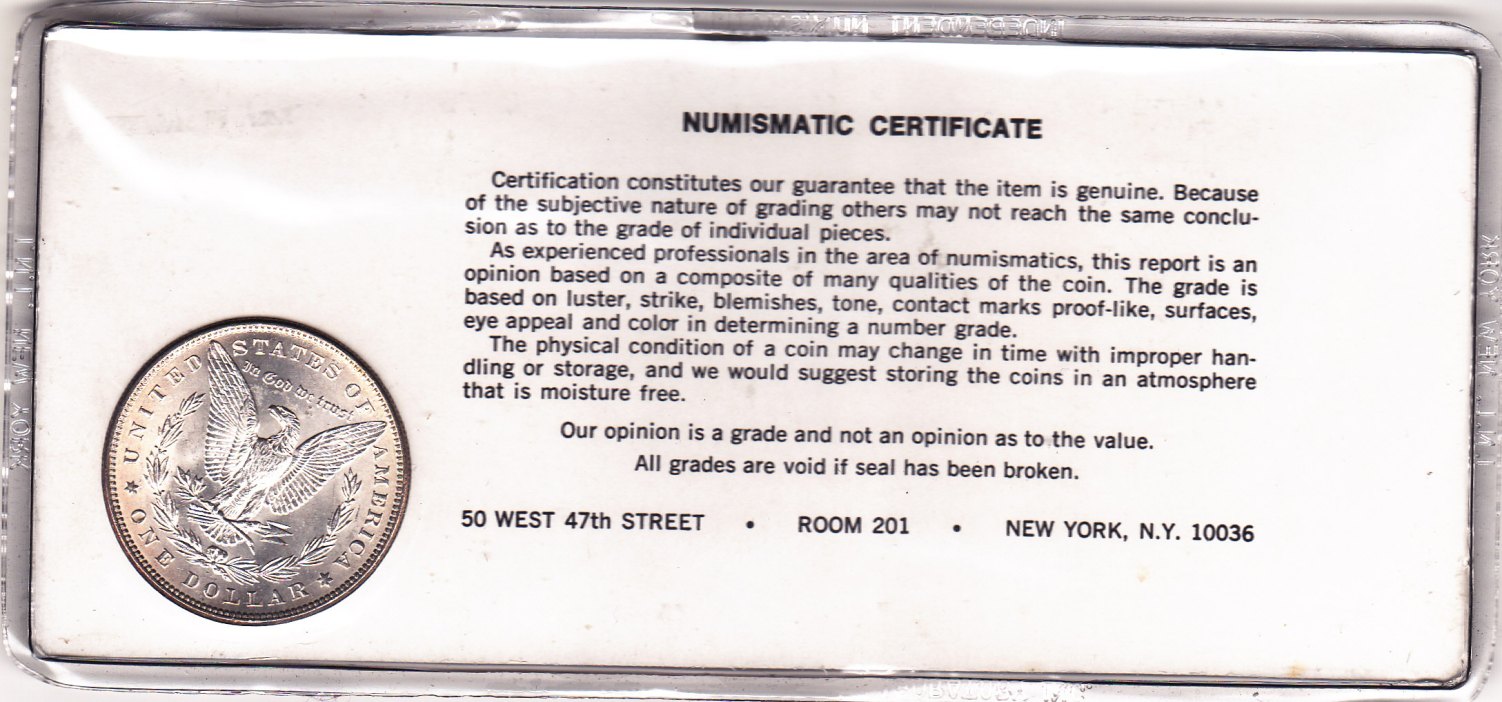 NUMISMATIC CERTIFICATE
Certification constitutes our guarantee that the item is genuine. Because
of the subjective nature of grading others may not reach the same conclu-
sion as to the grade of individual pieces.
As experienced professionals in the area of numismatics, this report is an
opinion based on a composite of many qualities of the coin. The grade is
based on luster, strike, blemishes, tone, contact marks proof-like, surfaces,
eye appeal and color in determining a number grade.
The physical condition of a coin may change in time with improper han-
dling or storage, and we would suggest storing the coins in an atmosphere
that is moisture free.
Our opinion is a grade and not an opinion as to the value.
All grades are void if seal has been broken.
50 WEST 47th STREET • ROOM 201 • NEW YORK, N.Y. 10036
UNITED STATES OF AMERICA
In God we trust
ONE DOLLAR